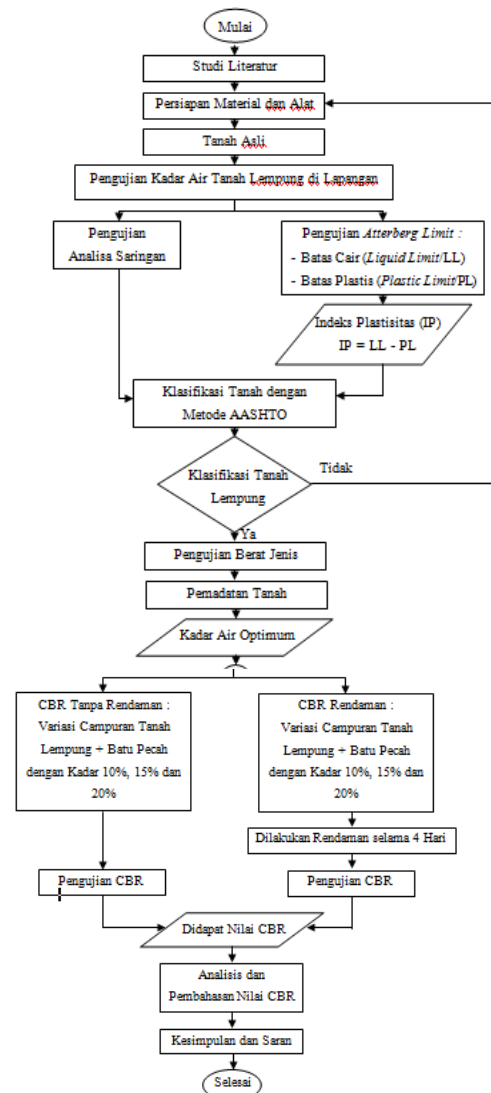 Mulai
Studi Literatur
Persiapan Material dan Alat
Tanah Asli
Pengujian Kadar Air Tanah Lempung di Lapangan
Pengujian
Analisa Saringan
Pengujian Atterberg Limit :
- Batas Cair (Liquid Limit/LL)
- Batas Plastis (Plastic Limit/PL)
Indeks Plastisitas (IP)
IP = LL - PL
Klasifikasi Tanah dengan
Metode AASHTO
Klasifikasi Tanah
Lempung
Tidak
Ya
Pengujian Berat Jenis
Pemadatan Tanah
Kadar Air Optimum
CBR Tanpa Rendaman :
Variasi Campuran Tanah
Lempung + Batu Pecah
dengan Kadar 10%, 15% dan
20%
CBR Rendaman :
Variasi Campuran Tanah
Lempung + Batu Pecah
dengan Kadar 10%, 15% dan
20%
Dilakukan Rendaman selama 4 Hari
Pengujian CBR
Pengujian CBR
Didapat Nilai CBR
Analisis dan
Pembahasan Nilai CBR
Kesimpulan dan Saran
Selesai